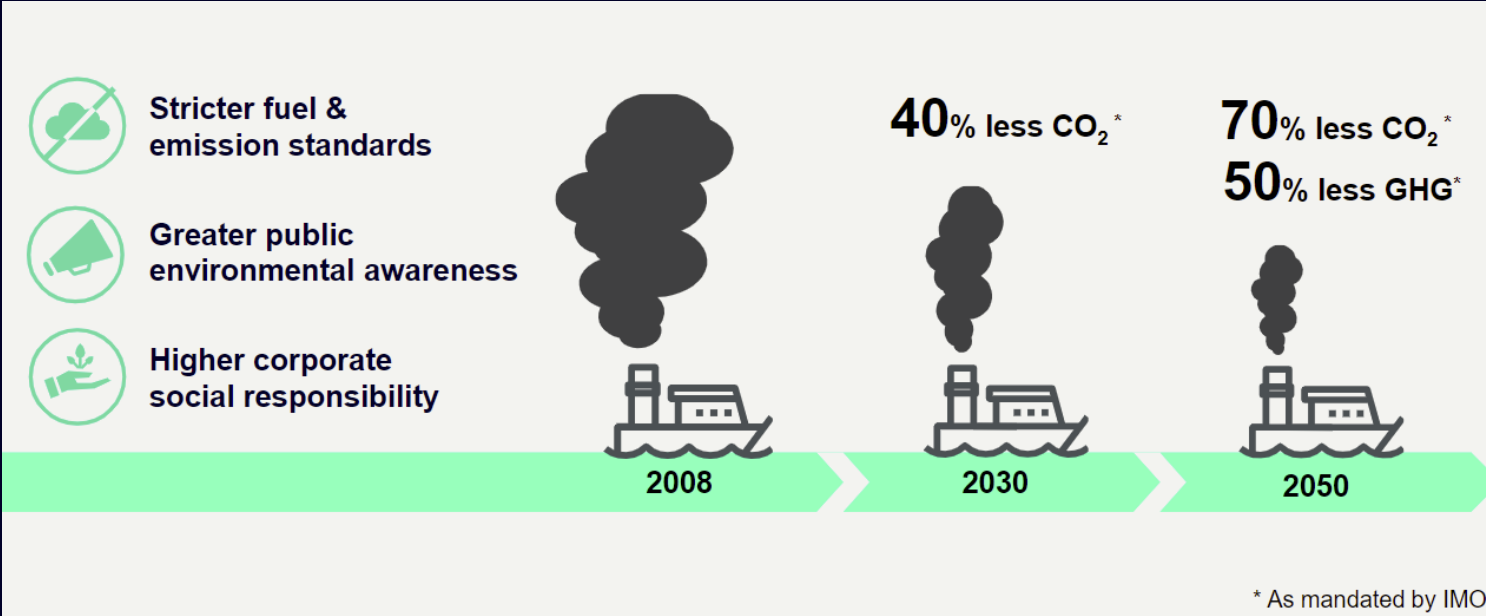 Stricter fuel &
emission standards
Greater public
environmental awareness
Higher corporate
social responsibility
40% less CO₂*
70% less CO₂*
50% less GHG*
2008
2030
2050
* As mandated by IMO